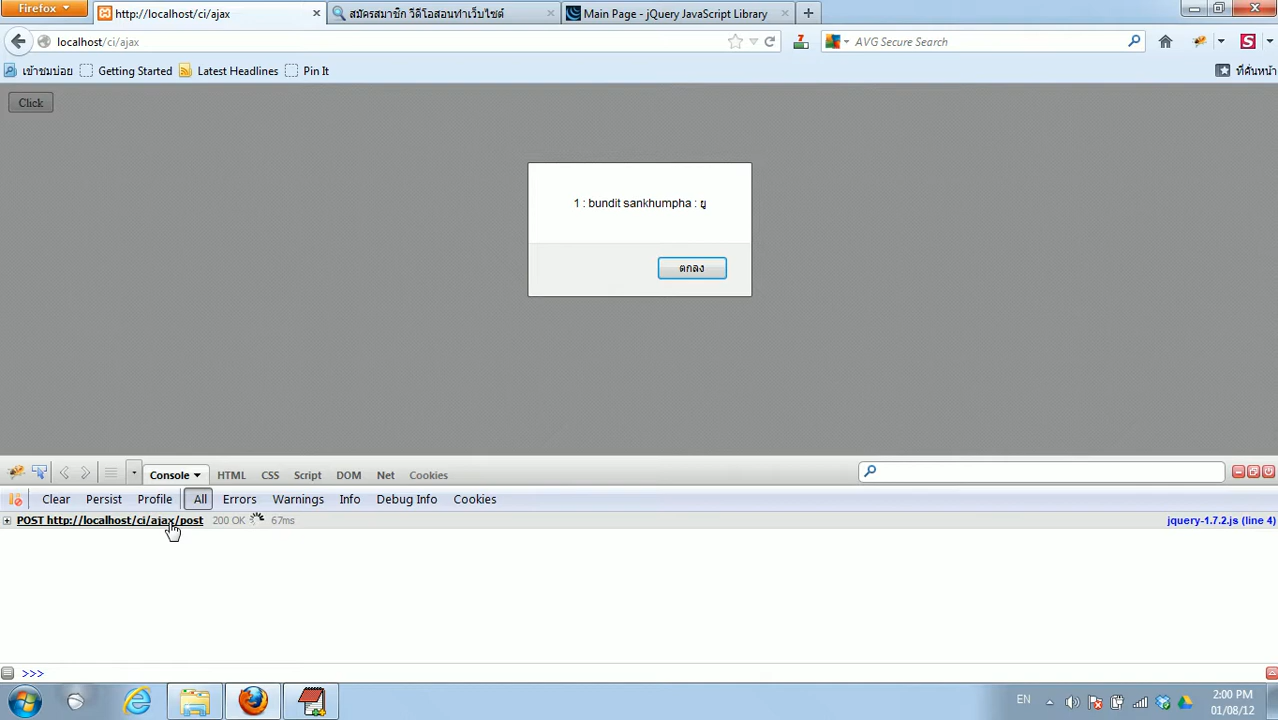 Firefox
http://localhost/ci/ajax
สมัครสมาชิก วีดีโอสอนทำเว็บไซต์
Main Page - jQuery JavaScript Library
localhost/ci/ajax
7
AVG Secure Search
S
เข้าชมบ่อย
Getting Started
Latest Headlines
Pin It
ที่คั่นหน้า
Click
1 : bundit sankhumpha : ยู
ตกลง
Console
HTML
CSS
Script
DOM
Net
Cookies
Clear
Persist
Profile
All
Errors
Warnings
Info
Debug Info
Cookies
POST http://localhost/ci/ajax/post
200 OK
67ms
jquery-1.7.2.js (line 4)
>>>
EN
2:00 PM
01/08/12